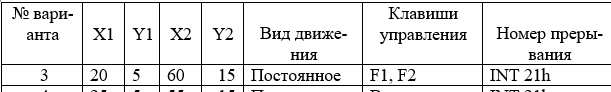 № вари-
анта X1 Y1 X2 Y2 Вид движе-
ния Клавиши
управления Номер преры-
вания
3 20 5 60 15 Постоянное F1, F2 INT 21h